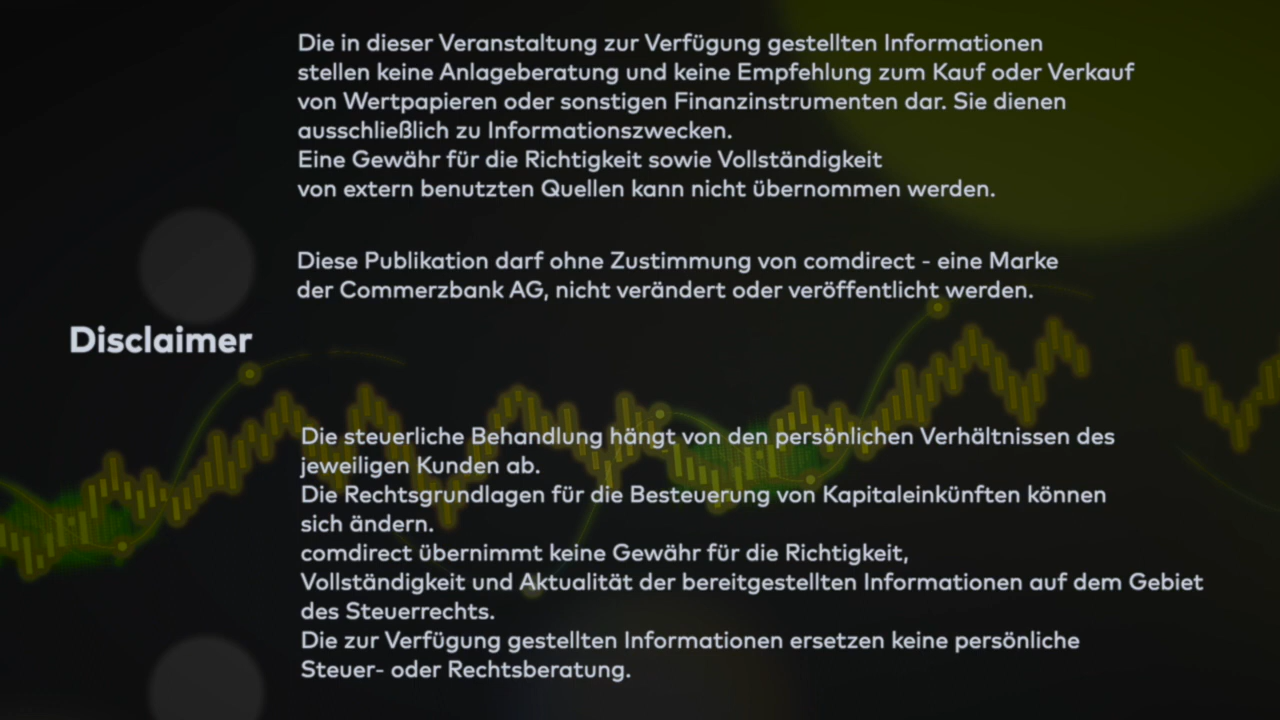 Die in dieser Veranstaltung zur Verfügung gestellten Informationen
stellen keine Anlageberatung und keine Empfehlung zum Kauf oder Verkauf
von Wertpapieren oder sonstigen Finanzinstrumenten dar. Sie dienen
ausschließlich zu Informationszwecken.
Eine Gewähr für die Richtigkeit sowie Vollständigkeit
von extern benutzten Quellen kann nicht übernommen werden.
Diese Publikation darf ohne Zustimmung von comdirect - eine Marke
der Commerzbank AG, nicht verändert oder veröffentlicht werden.
Disclaimer
Die steuerliche Behandlung hängt von den persönlichen Verhältnissen des
jeweiligen Kunden ab.
Die Rechtsgrundlagen für die Besteuerung von Kapitaleinkünften können
sich ändern.
comdirect übernimmt keine Gewähr für die Richtigkeit,
Vollständigkeit und Aktualität der bereitgestellten Informationen auf dem Gebiet
des Steuerrechts.
Die zur Verfügung gestellten Informationen ersetzen keine persönliche
Steuer- oder Rechtsberatung.